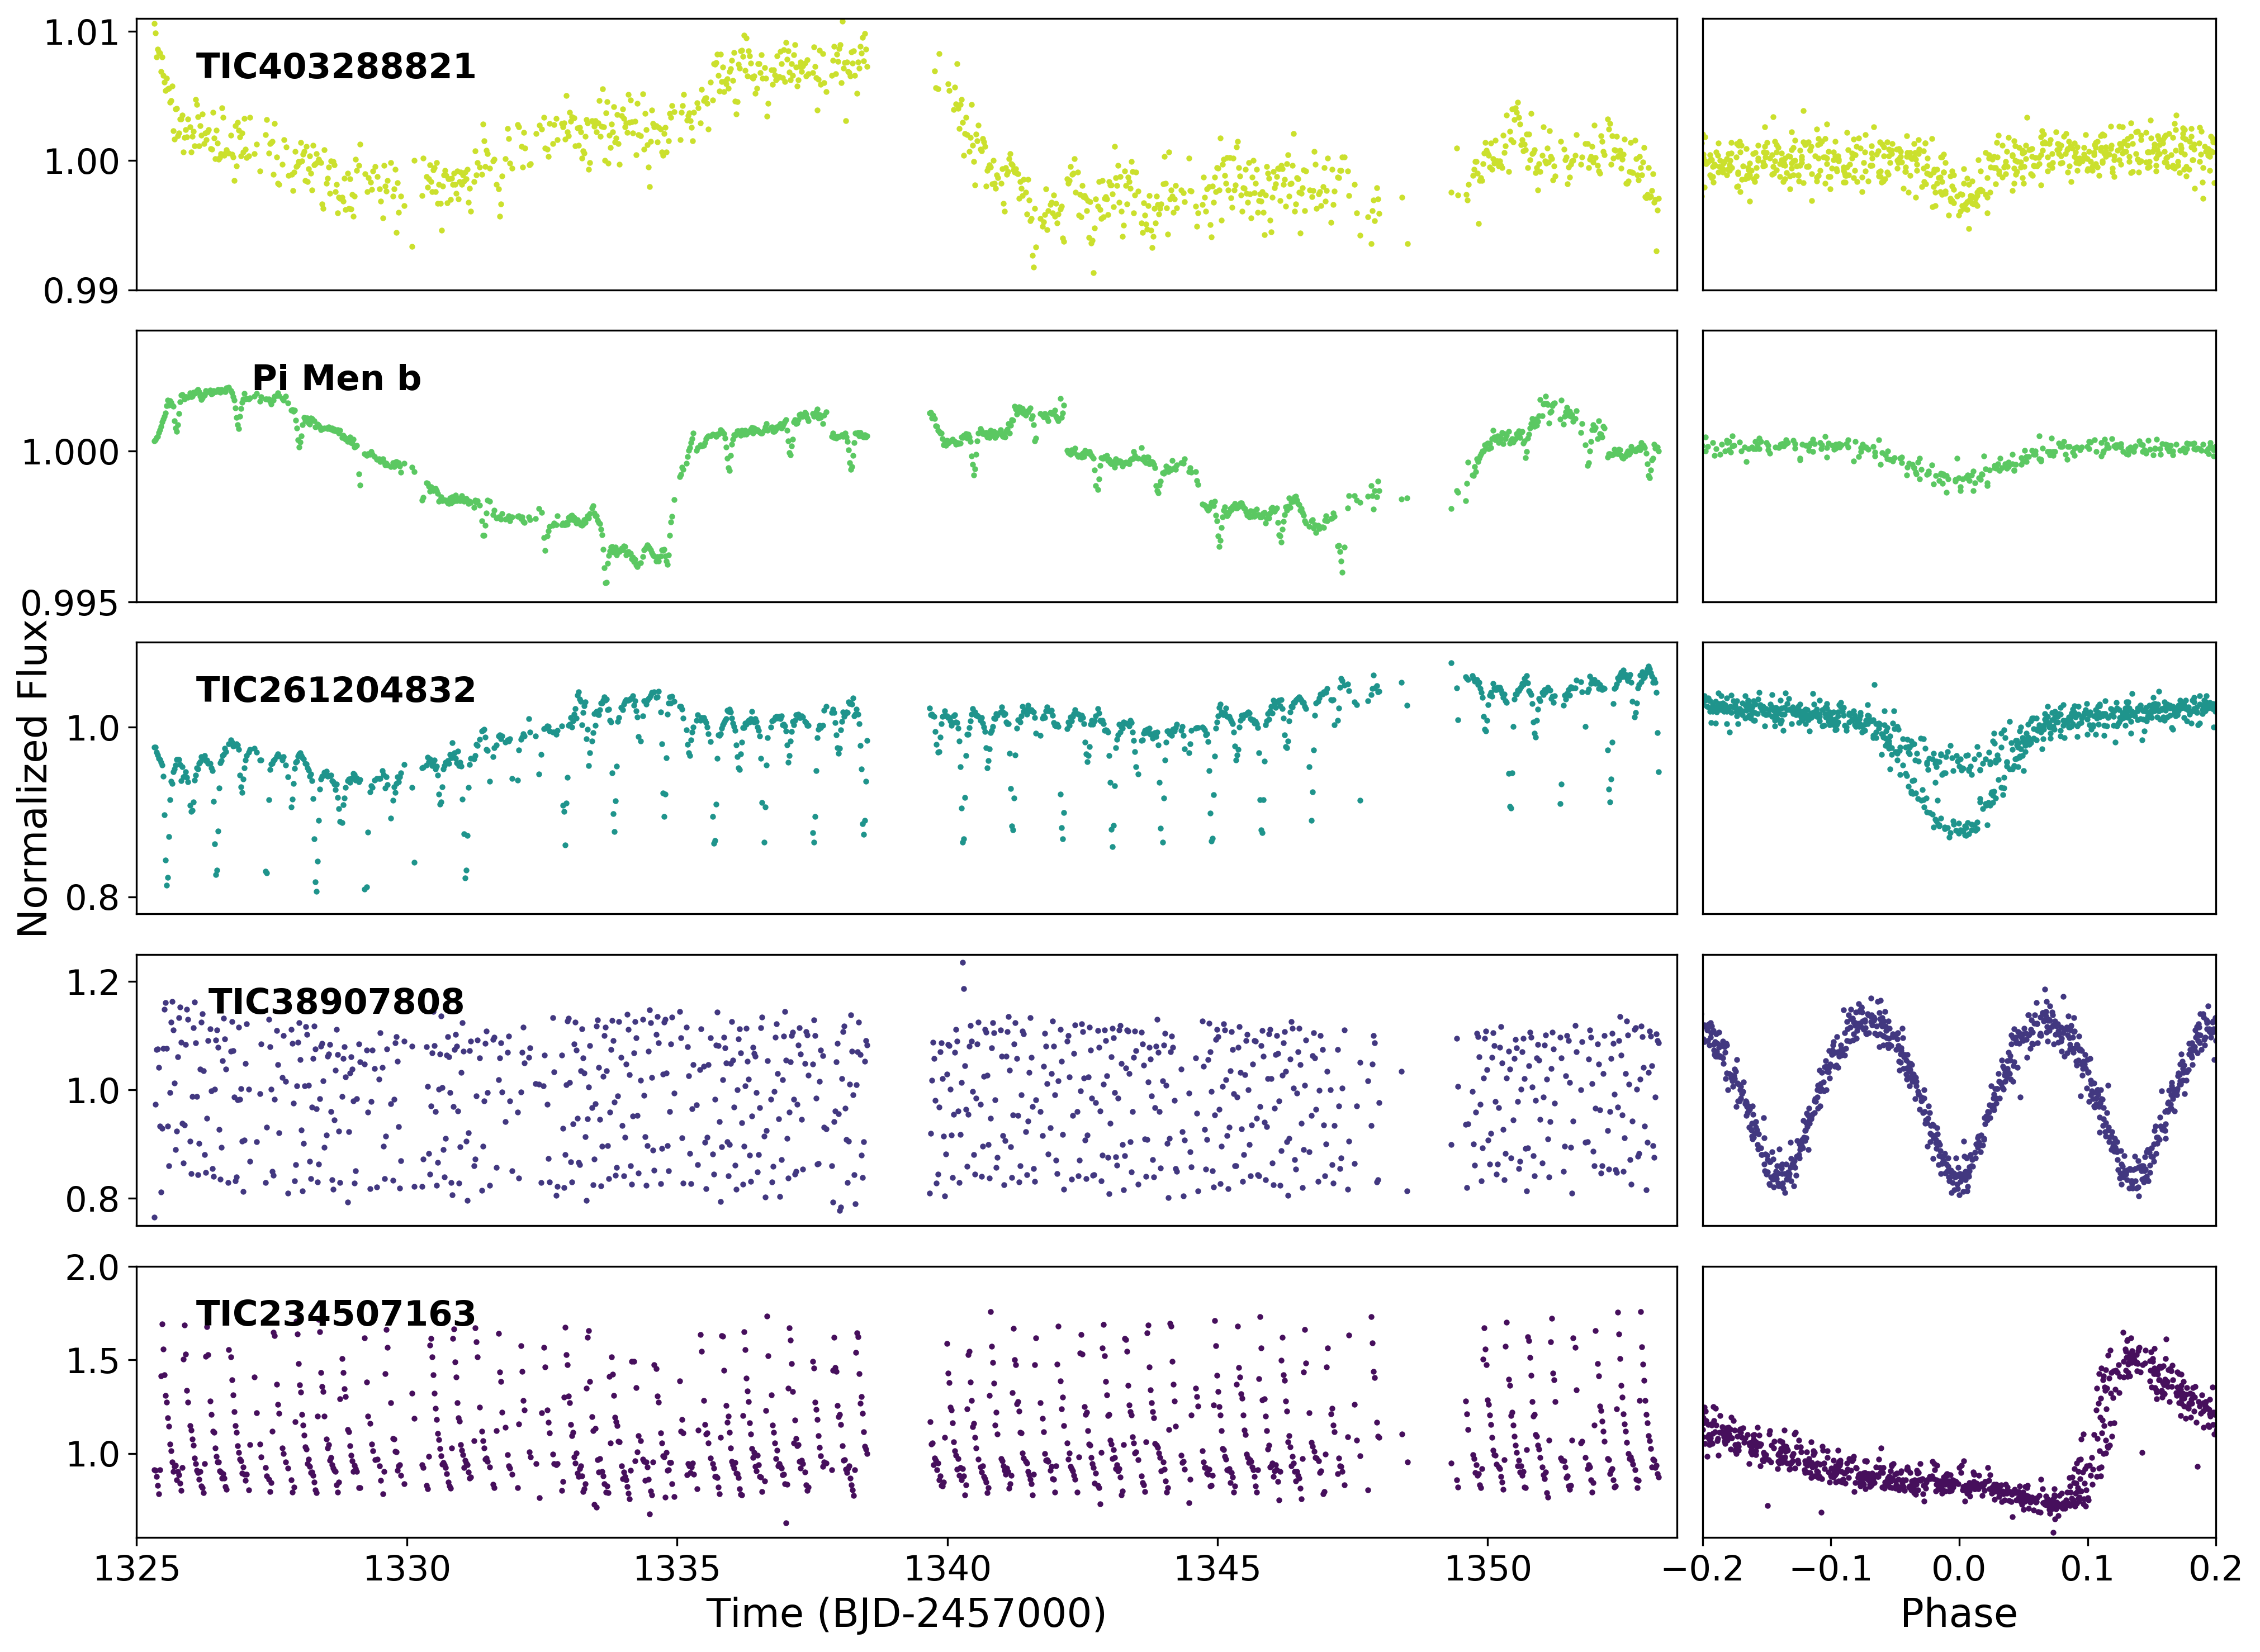 1.01
TIC403288821
1.00
0.99
Pi Men b
1.000
0.995
Normalized Flux
TIC261204832
1.0
0.8
1.2
TIC38907808
1.0
0.8
2.0
TIC234507163
1.5
1.0
1325 1330 1335 1340 1345 1350 −0.2 −0.1 0.0 0.1 0.2
Time (BJD-2457000) Phase